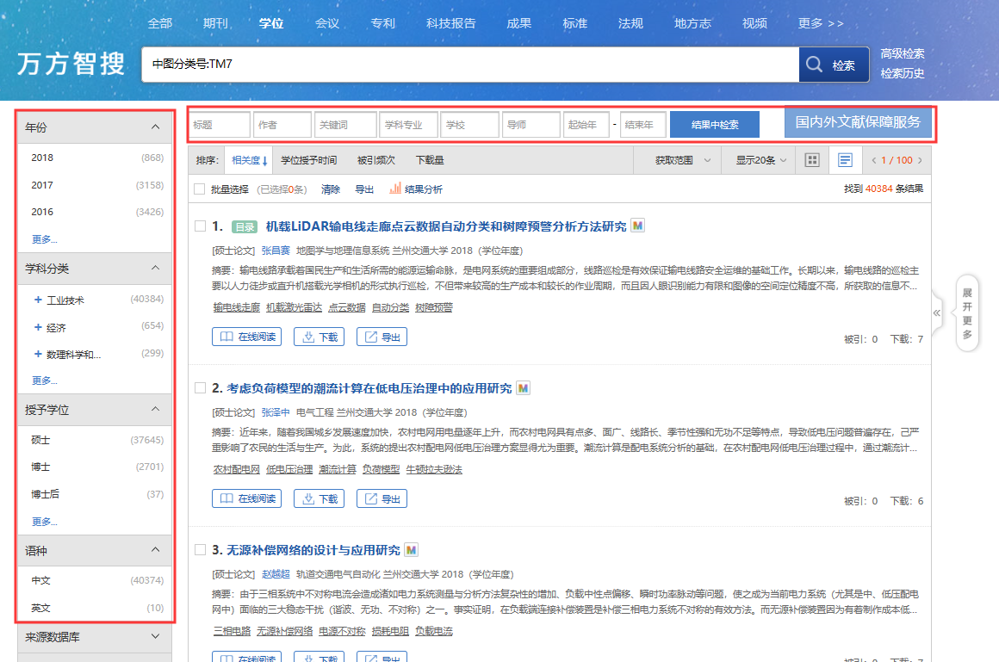 全部 期刊 学位 会议 专利 科技报告 成果 标准 法规 地方志 视频 更多 >>
万方智搜
中图分类号:TM7
检索
高级检索
检索历史
年份
2018 (868)
2017 (3158)
2016 (3426)
更多...
学科分类
+ 工业技术 (40384)
+ 经济 (654)
+ 数理科学和... (299)
更多...
授予学位
硕士 (37645)
博士 (2701)
博士后 (37)
更多...
语种
中文 (40374)
英文 (10)
来源数据库
标题 作者 关键词 学科专业 学校 导师 起始年 - 结束年 结果中检索 国内外文献保障服务
排序: 相关度↓ 学位授予时间 被引频次 下载量 获取范围 显示20条 < 1 / 100 >
批量选择 (已选择0条) 清除 导出 结果分析 找到 40384 条结果
1. 目录 机载LiDAR输电线走廊点云数据自动分类和树障预警分析方法研究 M
[硕士论文] 张昌赛 地图学与地理信息系统 兰州交通大学 2018（学位年度）
摘要：输电线路承载着国民生产和生活所需的能源运输命脉，是电网系统的重要组成部分，线路巡检是有效保证输电线路安全运维的基础工作。长期以来，输电线路的巡检主
要以人工徒步或直升机搭载光学相机的形式执行巡检，不但带来较高的生产成本和较长的作业周期，而且因人眼识别能力有限和图像的空间定位精度不高，所获取的信息不...
输电线走廊 机载激光雷达 点云数据 自动分类 树障预警
在线阅读 下载 导出
被引：0 下载：7
2. 考虑负荷模型的潮流计算在低电压治理中的应用研究 M
[硕士论文] 张泽中 电气工程 兰州交通大学 2018（学位年度）
摘要：近年来，随着我国城乡发展速度加快，农村电网用电量逐年上升，而农村电网具有点多、面广、线路长、季节性强和无功不足等特点，导致低电压问题普遍存在，己严
重影响了农民的生活与生产。为此，系统的提出农村配电网低电压治理方案显得尤为重要。潮流计算是配电系统分析的基础，在农村配电网低电压治理过程中，通过潮流计...
农村配电网 低电压治理 潮流计算 负荷模型 牛顿拉夫逊法
在线阅读 下载 导出
被引：0 下载：6
3. 无源补偿网络的设计与应用研究 M
[硕士论文] 赵越超 轨道交通电气自动化 兰州交通大学 2018（学位年度）
摘要：由于三相系统中不对称电流会造成诸如电力系统测量与分析方法复杂性的增加、负载中性点偏移、瞬时功率脉动等问题，使之成为当前电力系统（尤其是中、低压配电
网中）面临的三大稳态干扰（谐波、无功、不对称）之一。事实证明，在负载端连接补偿装置是补偿三相电力系统不对称的有效方法。而无源补偿装置因为有着制作成本低...
三相电路 无源补偿网络 电源不对称 损耗电阻 负载电流
在线阅读 下载 导出
被引：0 下载：7
«
展开更多